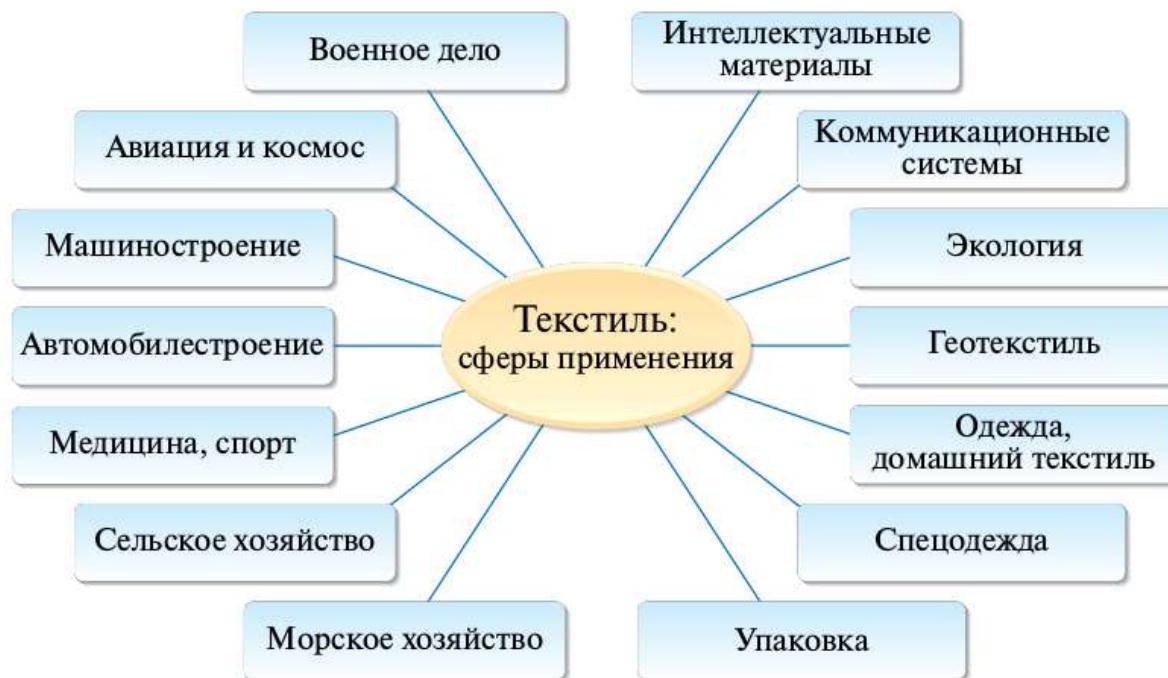 Военное дело
Интеллектуальные
материалы
Авиация и космос
Коммуникационные
системы
Машиностроение
Экология
Текстиль:
сферы применения
Автомобилестроение
Геотекстиль
Медицина, спорт
Одежда,
домашний текстиль
Сельское хозяйство
Спецодежда
Морское хозяйство
Упаковка